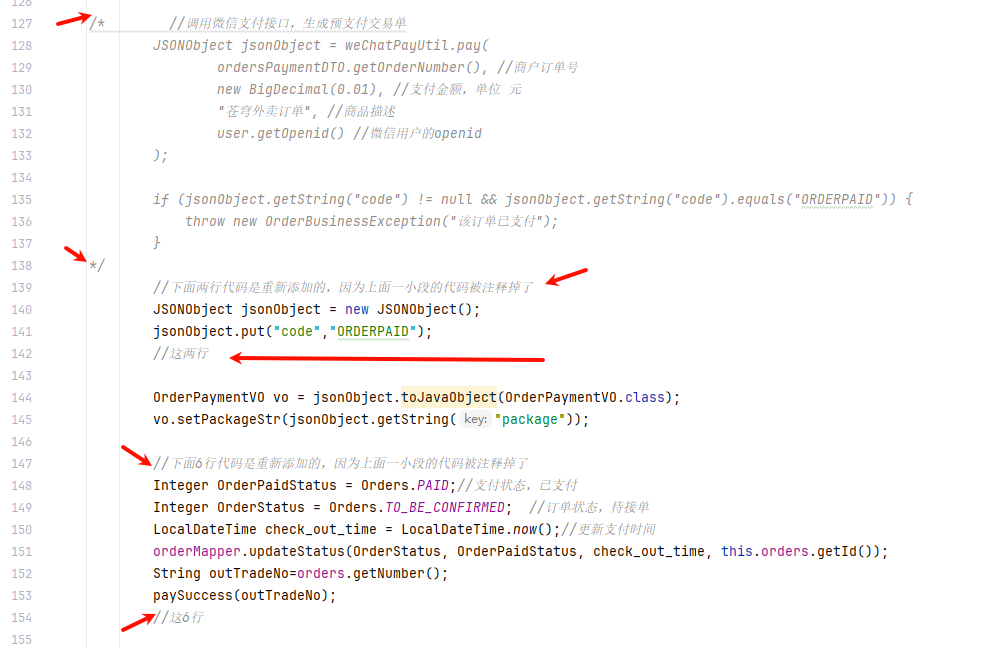 126
127 /* //调用微信支付接口，生成预支付交易单
128 JSONObject jsonObject = weChatPayUtil.pay(
129 ordersPaymentDTO.getOrderNumber(), //商户订单号
130 new BigDecimal(0.01), //支付金额，单位 元
131 "苍穹外卖订单", //商品描述
132 user.getOpenid() //微信用户的openid
133 );
134
135 if (jsonObject.getString("code") != null && jsonObject.getString("code").equals("ORDERPAID")) {
136 throw new OrderBusinessException("该订单已支付");
137 }
138 */
139 //下面两行代码是重新添加的，因为上面一小段的代码被注释掉了
140 JSONObject jsonObject = new JSONObject();
141 jsonObject.put("code","ORDERPAID");
142 //这两行
143
144 OrderPaymentVO vo = jsonObject.toJavaObject(OrderPaymentVO.class);
145 vo.setPackageStr(jsonObject.getString( key: "package"));
146
147 //下面6行代码是重新添加的，因为上面一小段的代码被注释掉了
148 Integer OrderPaidStatus = Orders.PAID;//支付状态，已支付
149 Integer OrderStatus = Orders.TO_BE_CONFIRMED; //订单状态，待接单
150 LocalDateTime check_out_time = LocalDateTime.now();//更新支付时间
151 orderMapper.updateStatus(OrderStatus, OrderPaidStatus, check_out_time, this.orders.getId());
152 String outTradeNo=orders.getNumber();
153 paySuccess(outTradeNo);
154 //这6行
155